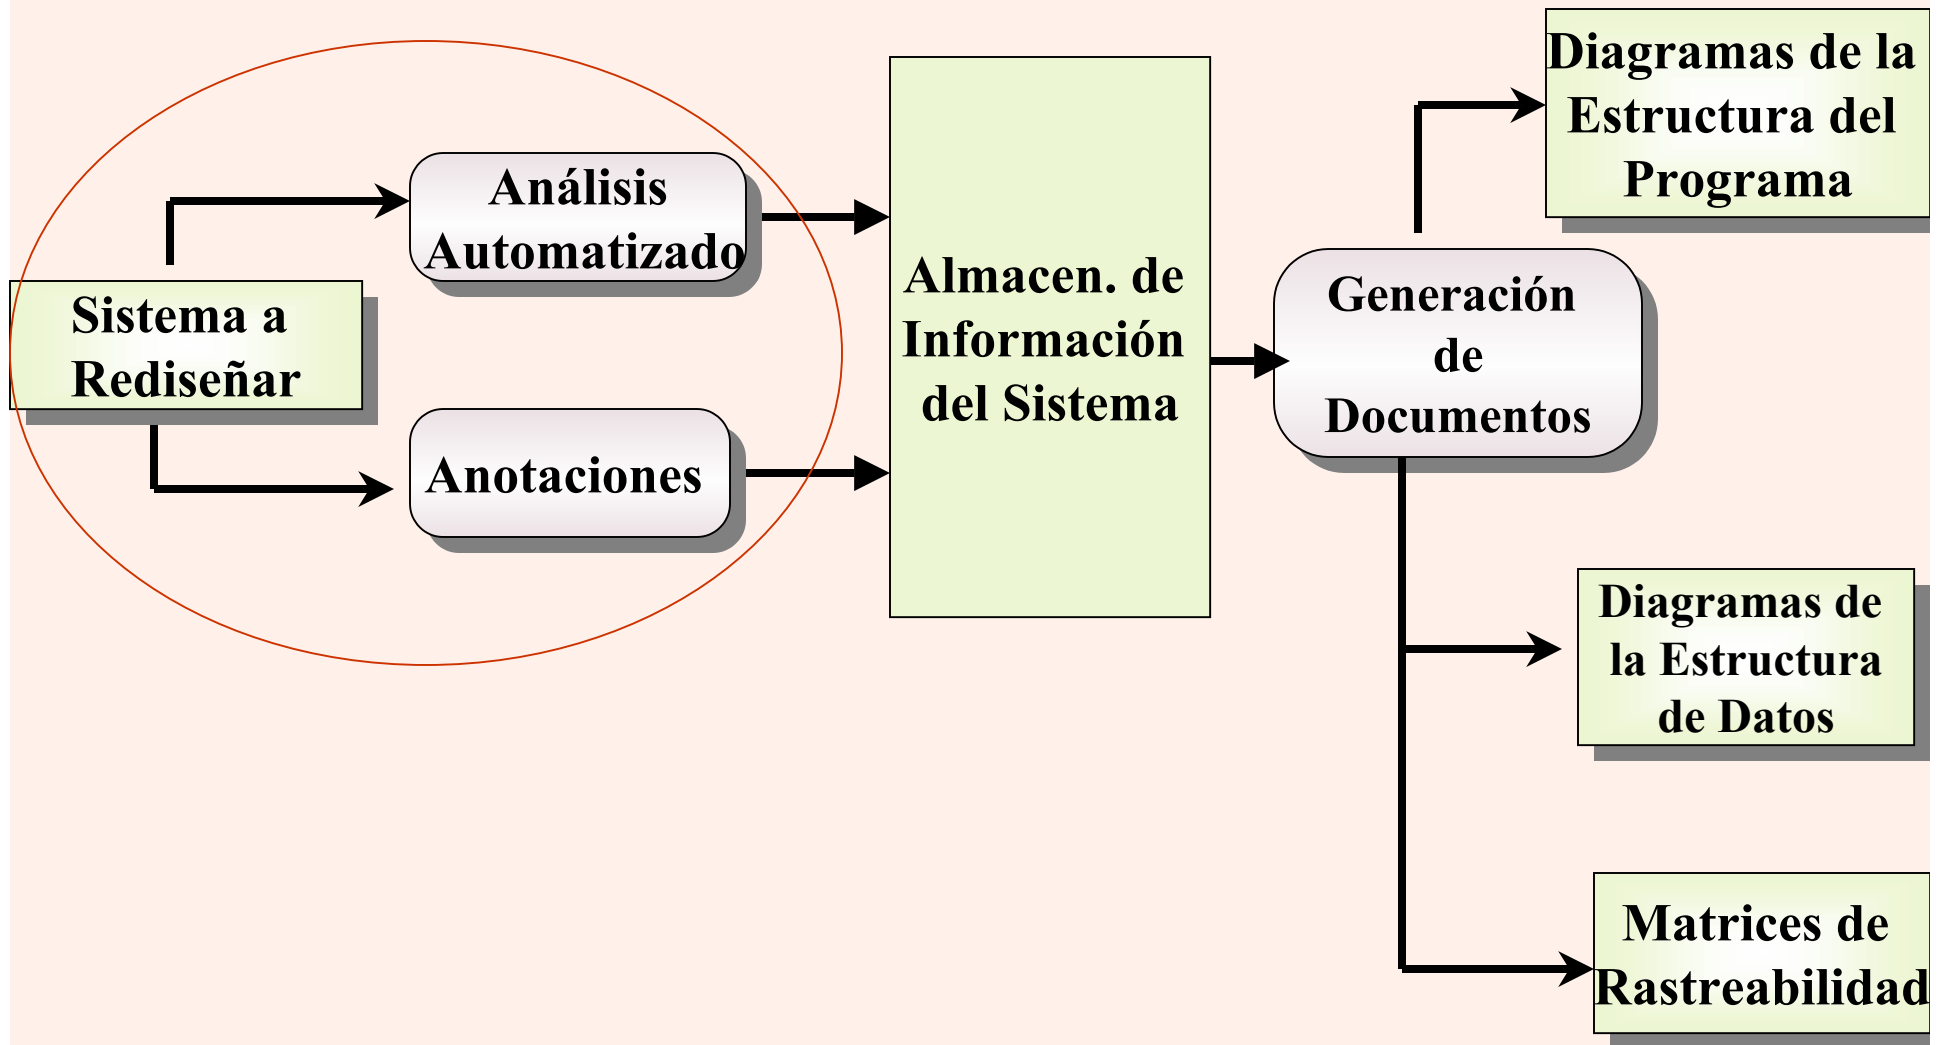 Sistema a
Rediseñar
Análisis
Automatizado
Anotaciones
Almacen. de
Información
del Sistema
Generación
de
Documentos
Diagramas de la
Estructura del
Programa
Diagramas de
la Estructura
de Datos
Matrices de
Rastreabilidad